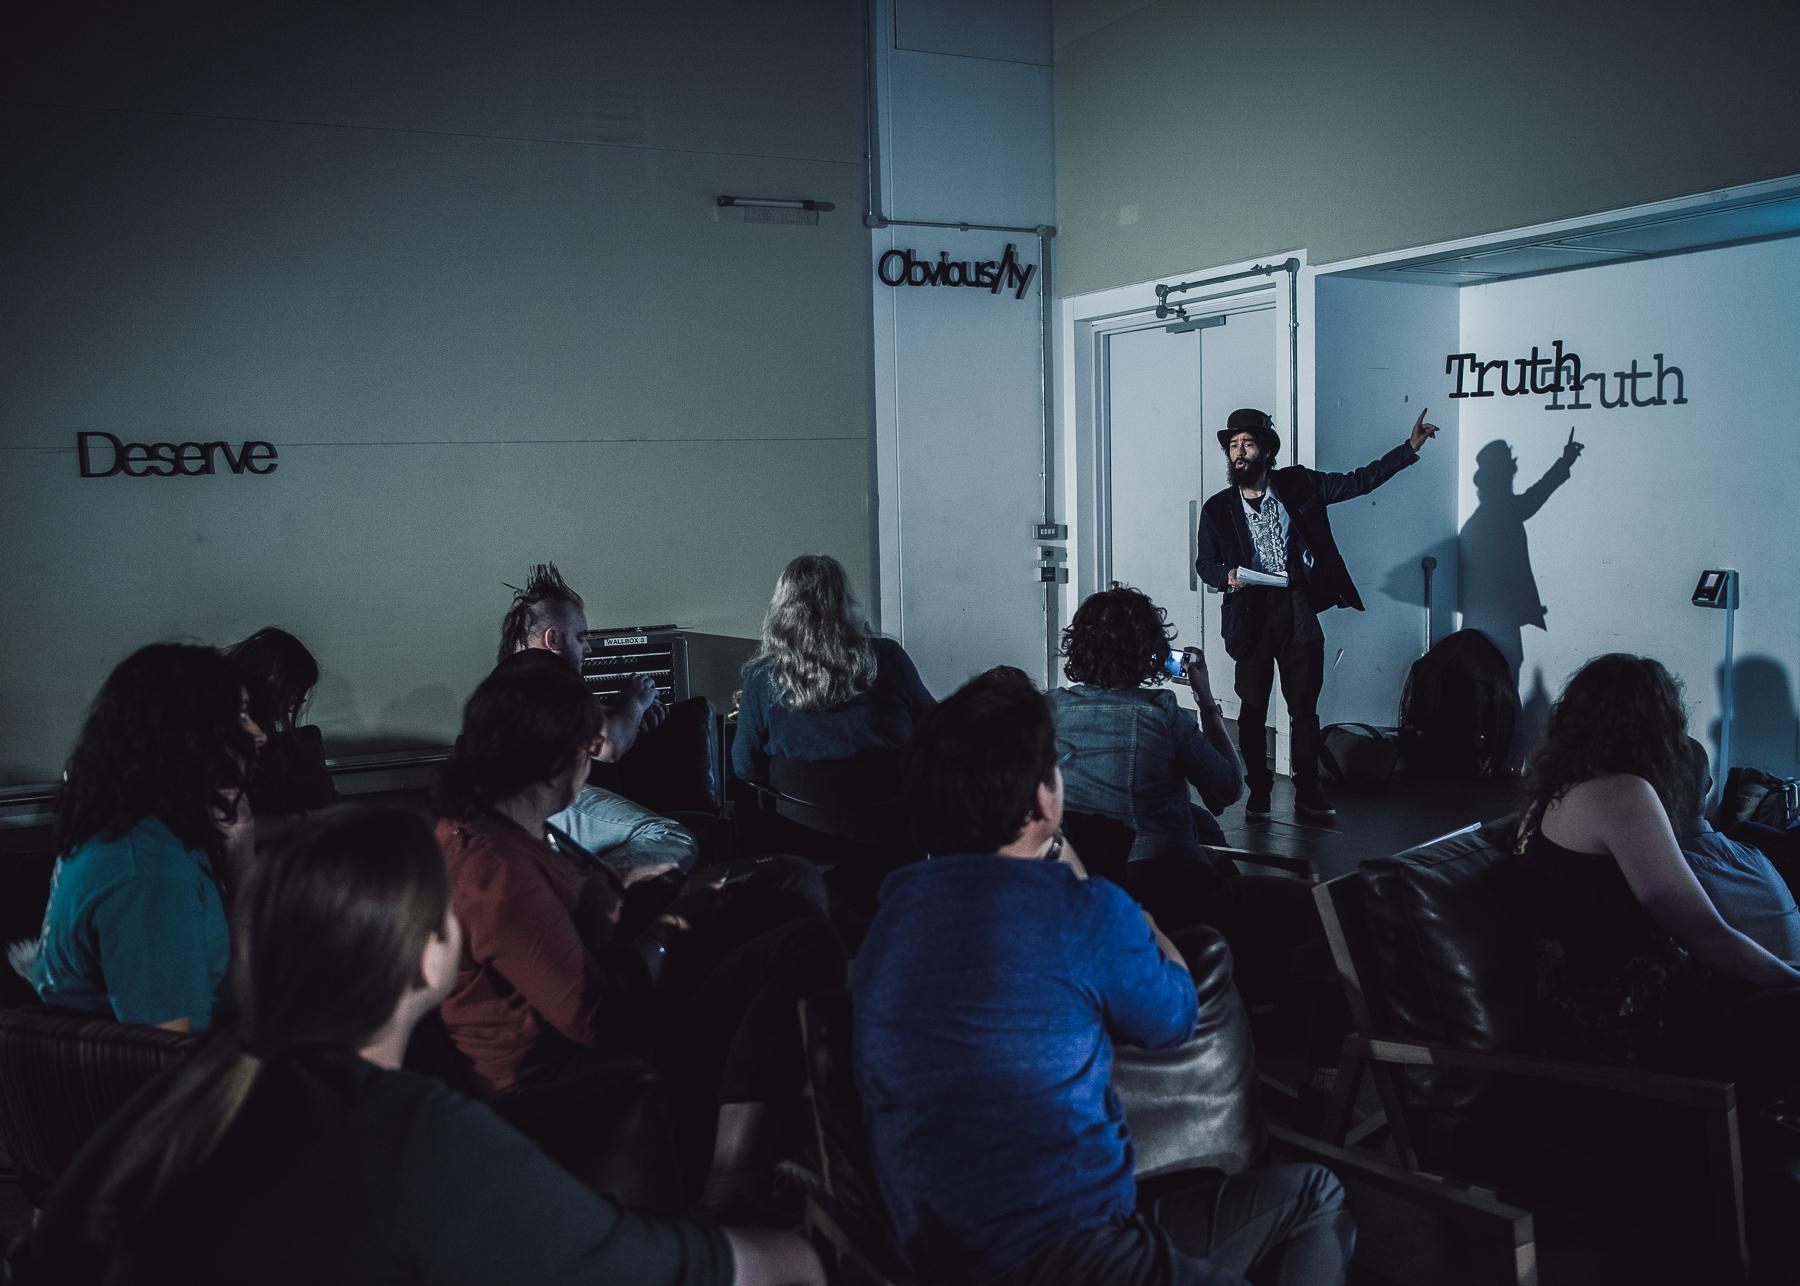 Deserve
Obvious/ly
Truth
WALLBOX 3